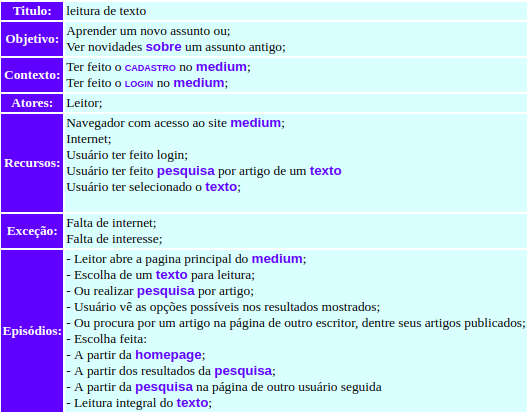 Titulo: leitura de texto
Objetivo: Aprender um novo assunto ou;
Ver novidades sobre um assunto antigo;
Contexto: Ter feito o CADASTRO no medium;
Ter feito o LOGIN no medium;
Atores: Leitor;
Recursos: Navegador com acesso ao site medium;
Internet;
Usuário ter feito login;
Usuário ter feito pesquisa por artigo de um texto
Usuário ter selecionado o texto;
Exceção: Falta de internet;
Falta de interesse;
Episódios: - Leitor abre a pagina principal do medium;
- Escolha de um texto para leitura;
- Ou realizar pesquisa por artigo;
- Usuário vê as opções possíveis nos resultados mostrados;
- Ou procura por um artigo na página de outro escritor, dentre seus artigos publicados;
- Escolha feita:
- A partir da homepage;
- A partir dos resultados da pesquisa;
- A partir da pesquisa na página de outro usuário seguida
- Leitura integral do texto;